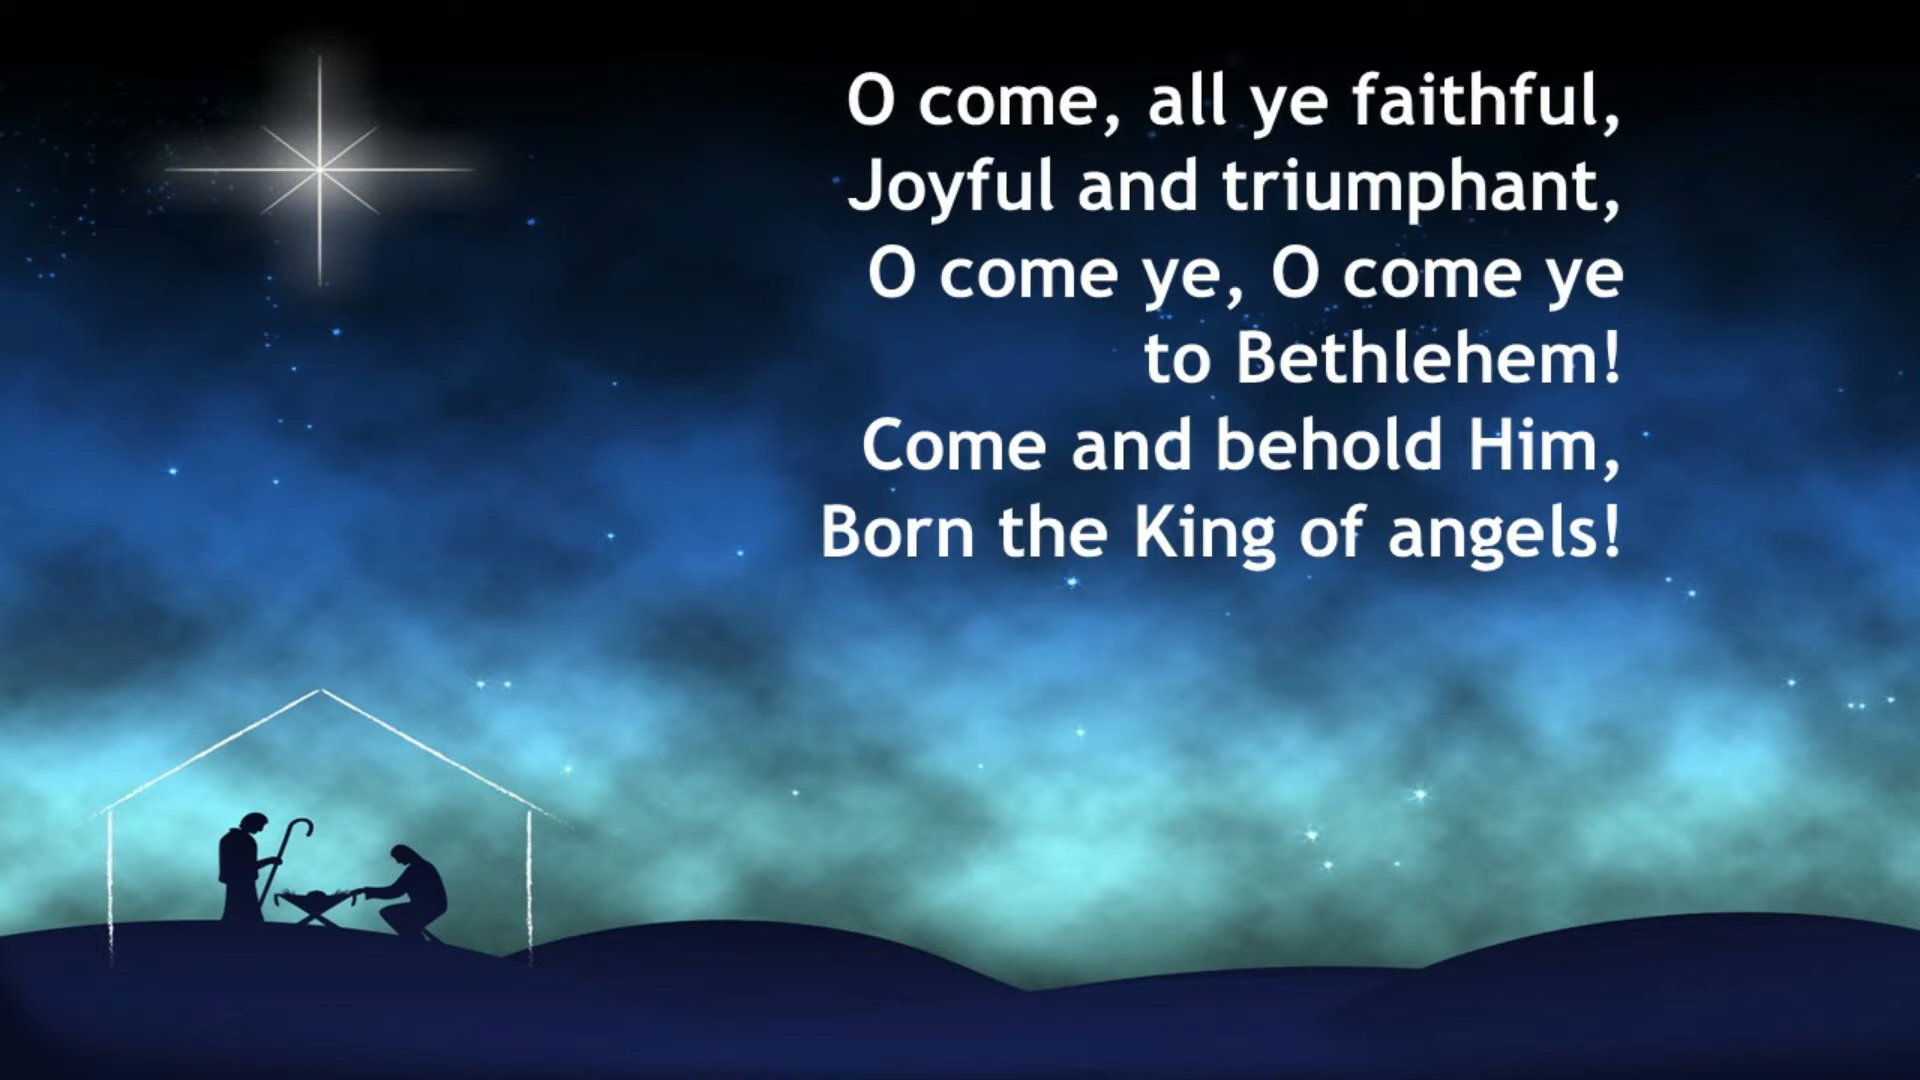 O come, all ye faithful,
Joyful and triumphant,
O come ye, O come ye
to Bethlehem!
Come and behold Him,
Born the King of angels!